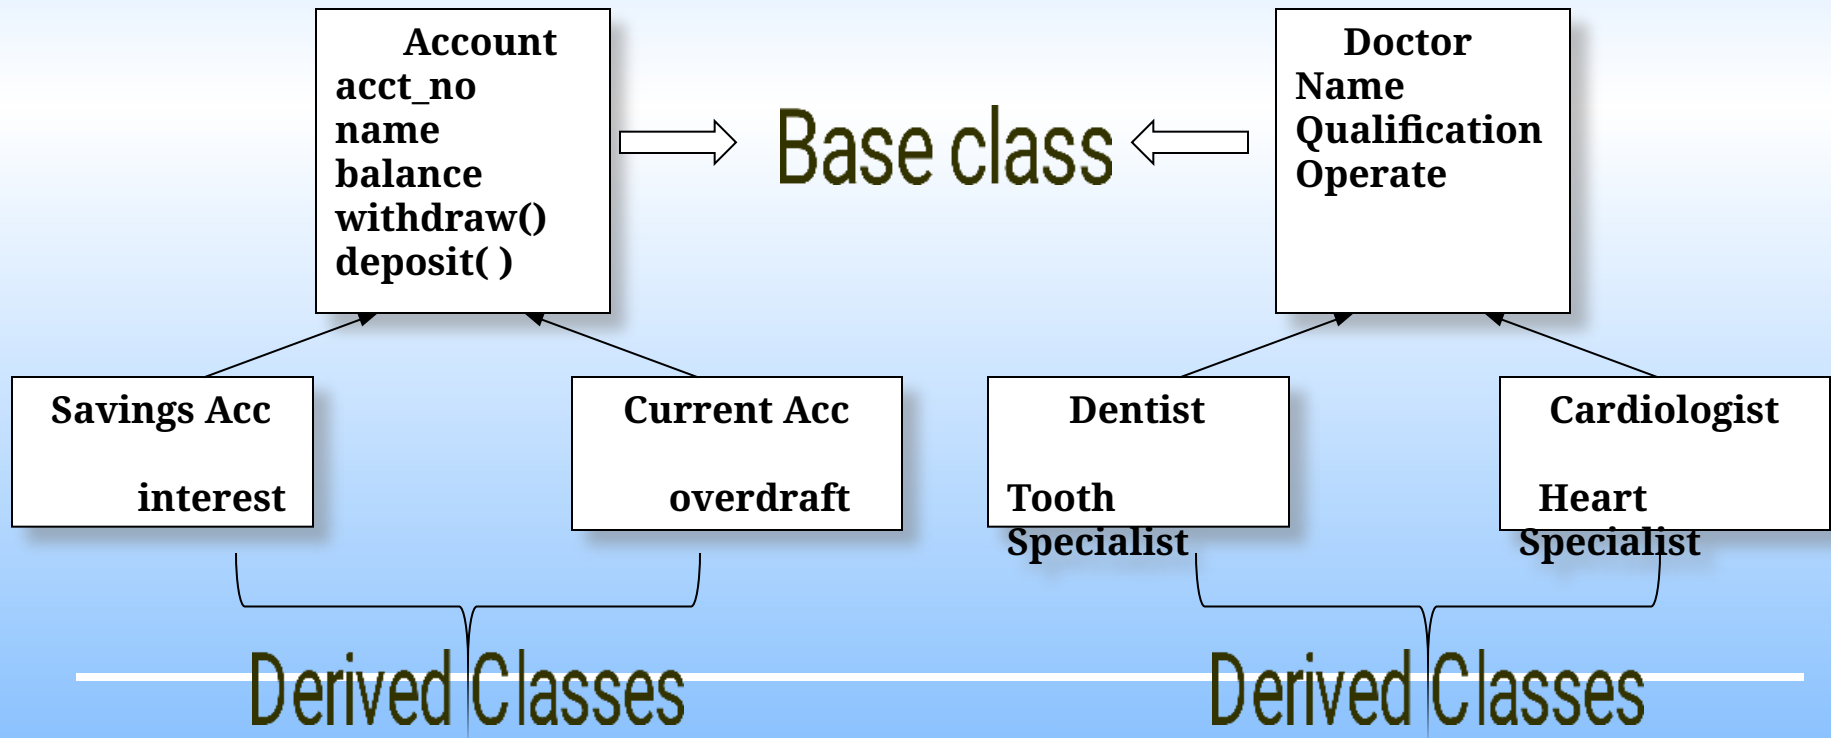 Account
acct_no
name
balance
withdraw()
deposit( )
Base class
Doctor
Name
Qualification
Operate
Savings Acc
interest
Current Acc
overdraft
Dentist
Tooth
Specialist
Cardiologist
Heart
Specialist
Derived Classes
Derived Classes